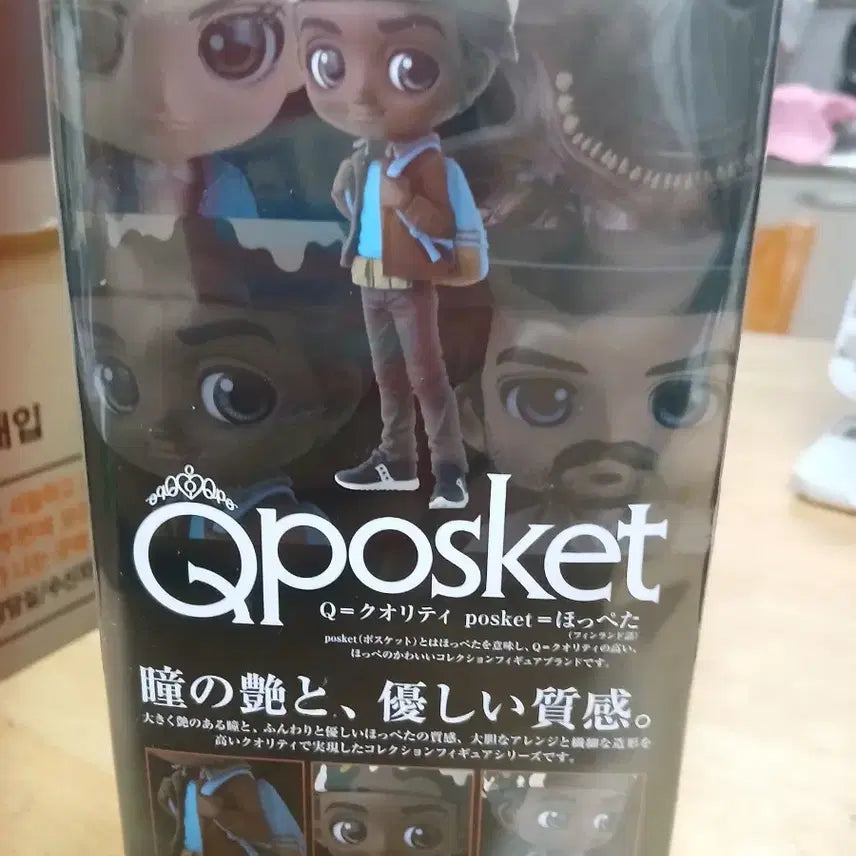 매입
Qposket
Q=クオリティ posket=ほっぺた
(フィンランド語)
posket(ポスケット)とはほっぺたを意味し、Q=クオリティの高い、
ほっぺのかわいいコレクションフィギュアブランドです。
瞳の艶と、優しい質感。
大きく艶のある瞳と、ふんわりと優しいほっぺたの質感、大胆なアレンジと繊細な造形を
高いクオリティで実現したコレクションフィギュアシリーズです。